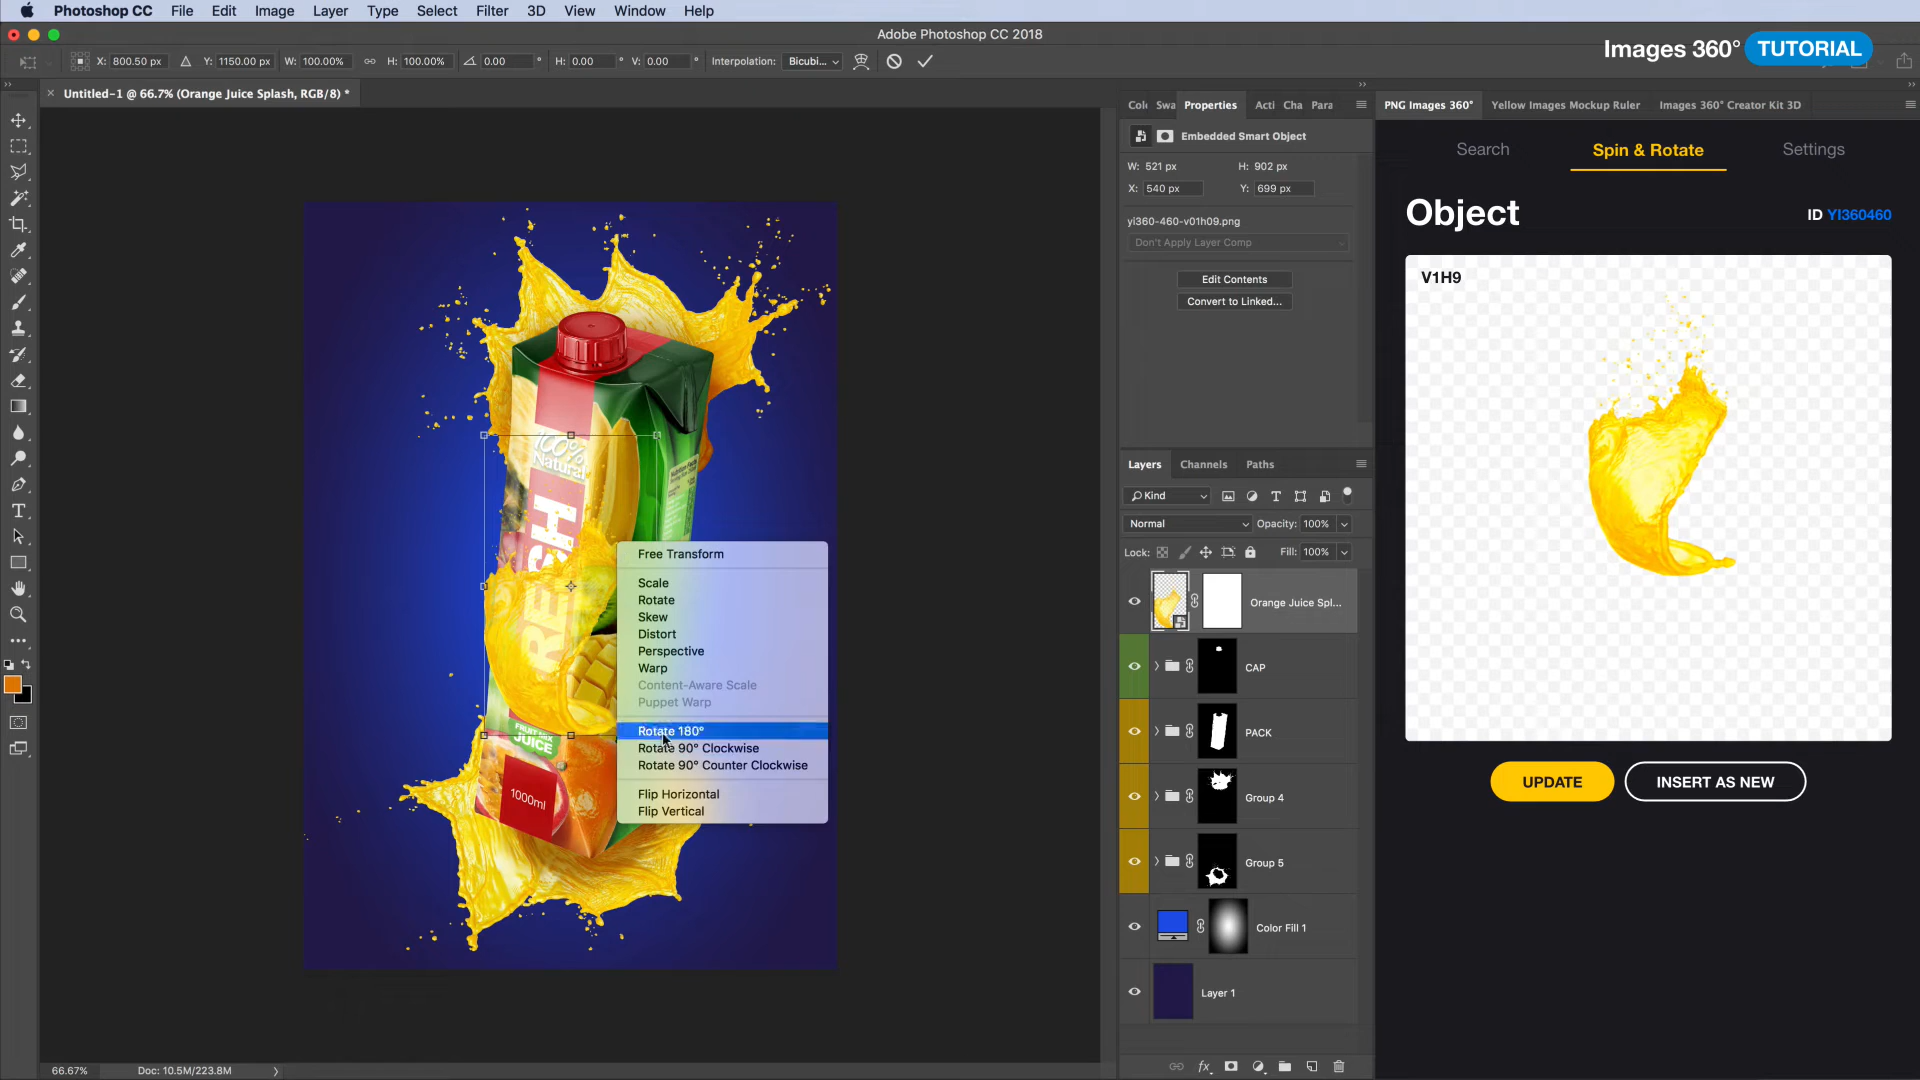 Photoshop CC File Edit Image Layer Type Select Filter 3D View Window Help
Adobe Photoshop CC 2018
Images 360° TUTORIAL
X: 800.50 px Y: 1150.00 px W: 100.00% H: 100.00% 0.00 ° H: 0.00 ° V: 0.00 ° Interpolation: Bicubi...
Untitled-1 @ 66.7% (Orange Juice Splash, RGB/8) *
Colo Swa Properties Acti Cha Para
PNG Images 360° Yellow Images Mockup Ruler Images 360° Creator Kit 3D
Embedded Smart Object
W: 521 px H: 902 px
X: 540 px Y: 699 px
yi360-460-v01h09.png
Don't Apply Layer Comp
Edit Contents
Convert to Linked...
Search Spin & Rotate Settings
Object ID YI360460
V1H9
UPDATE INSERT AS NEW
100%
Natural
Nutrition Facts
FRESH
FRUIT MIX
JUICE
1000ml
Free Transform
Scale
Rotate
Skew
Distort
Perspective
Warp
Content-Aware Scale
Puppet Warp
Rotate 180°
Rotate 90° Clockwise
Rotate 90° Counter Clockwise
Flip Horizontal
Flip Vertical
Layers Channels Paths
Kind
Normal Opacity: 100%
Lock: Fill: 100%
Orange Juice Spl...
CAP
PACK
Group 4
Group 5
Color Fill 1
Layer 1
fx
66.67% Doc: 10.5M/223.8M